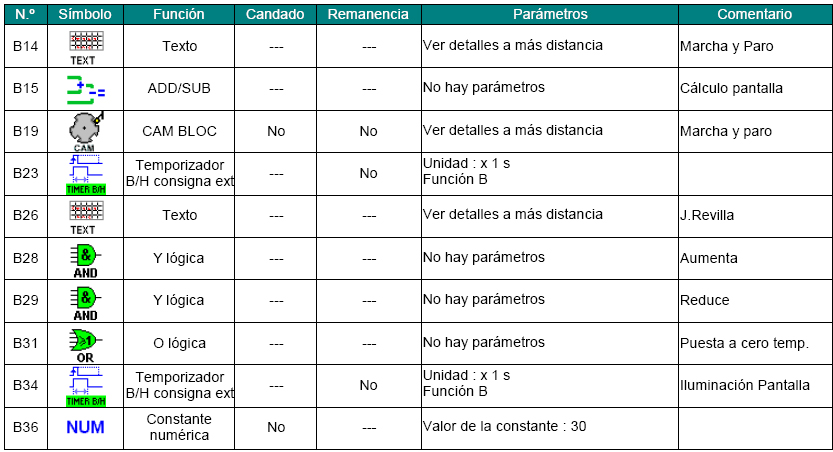 N.º Símbolo Función Candado Remanencia Parámetros Comentario
B14 TEXT Texto --- --- Ver detalles a más distancia Marcha y Paro
B15 ADD/SUB --- --- No hay parámetros Cálculo pantalla
B19 CAM CAM BLOC No No Ver detalles a más distancia Marcha y paro
B23 TIMER B/H Temporizador B/H consigna ext --- No Unidad : x 1 s
Función B
B26 TEXT Texto --- --- Ver detalles a más distancia J.Revilla
B28 & AND Y lógica --- --- No hay parámetros Aumenta
B29 & AND Y lógica --- --- No hay parámetros Reduce
B31 ≥1 OR O lógica --- --- No hay parámetros Puesta a cero temp.
B34 TIMER B/H Temporizador B/H consigna ext --- No Unidad : x 1 s
Función B
Iluminación Pantalla
B36 NUM Constante numérica No --- Valor de la constante : 30